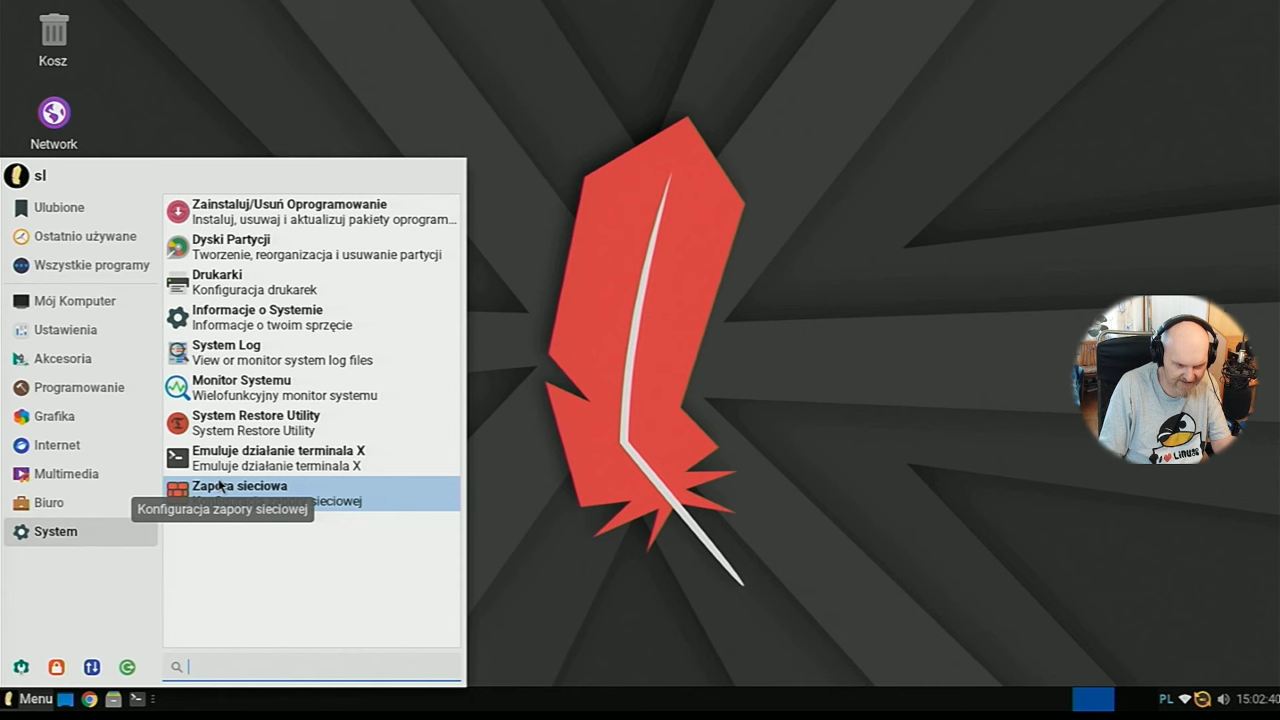 Kosz
Network
sl
Ulubione
Ostatnio używane
Wszystkie programy
Mój Komputer
Ustawienia
Akcesoria
Programowanie
Grafika
Internet
Multimedia
Biuro
System
Zainstaluj/Usuń Oprogramowanie
Instaluj, usuwaj i aktualizuj pakiety oprogram...
Dyski Partycji
Tworzenie, reorganizacja i usuwanie partycji
Drukarki
Konfiguracja drukarek
Informacje o Systemie
Informacje o twoim sprzęcie
System Log
View or monitor system log files
Monitor Systemu
Wielofunkcyjny monitor systemu
System Restore Utility
System Restore Utility
Emuluje działanie terminala X
Emuluje działanie terminala X
Zapora sieciowa
sieciowej
Konfiguracja zapory sieciowej
I Linux
Menu
PL
15:02:40